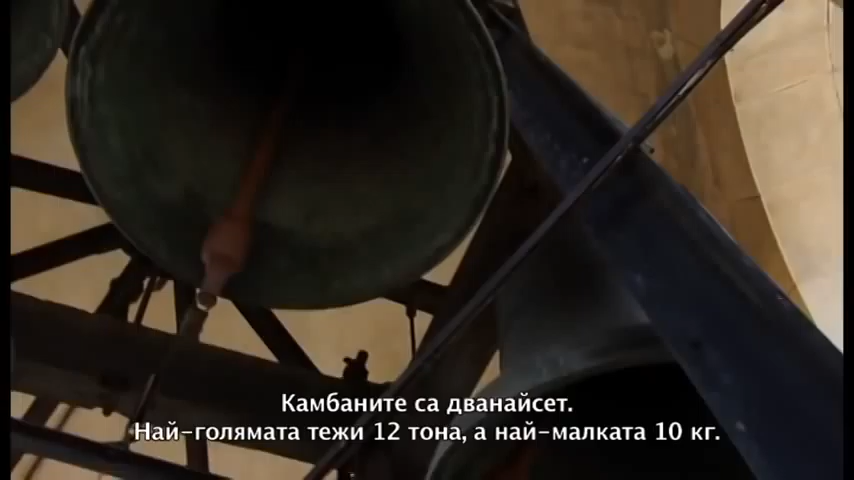 Камбаните са дванайсет.
Най-голямата тежи 12 тона, а най-малката 10 кг.